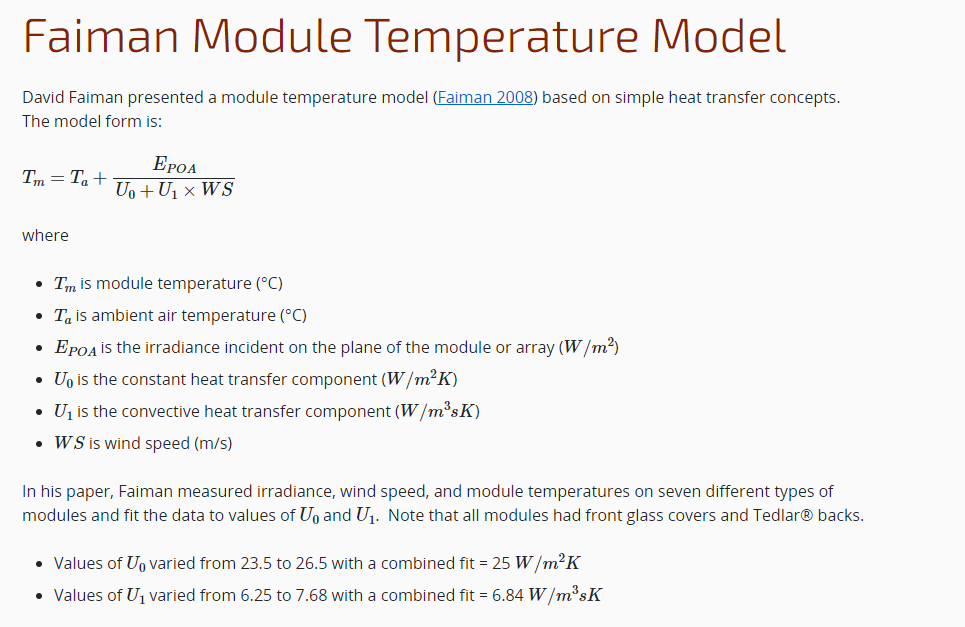 Faiman Module Temperature Model
David Faiman presented a module temperature model (Faiman 2008) based on simple heat transfer concepts.
The model form is:
T_m = T_a + \frac{E_{POA}}{U_0 + U_1 × WS}
where
• T_m is module temperature (°C)
• T_a is ambient air temperature (°C)
• E_{POA} is the irradiance incident on the plane of the module or array (W/m²)
• U_0 is the constant heat transfer component (W/m²K)
• U_1 is the convective heat transfer component (W/m³sK)
• WS is wind speed (m/s)
In his paper, Faiman measured irradiance, wind speed, and module temperatures on seven different types of
modules and fit the data to values of U_0 and U_1. Note that all modules had front glass covers and Tedlar® backs.
• Values of U_0 varied from 23.5 to 26.5 with a combined fit = 25 W/m²K
• Values of U_1 varied from 6.25 to 7.68 with a combined fit = 6.84 W/m³sK